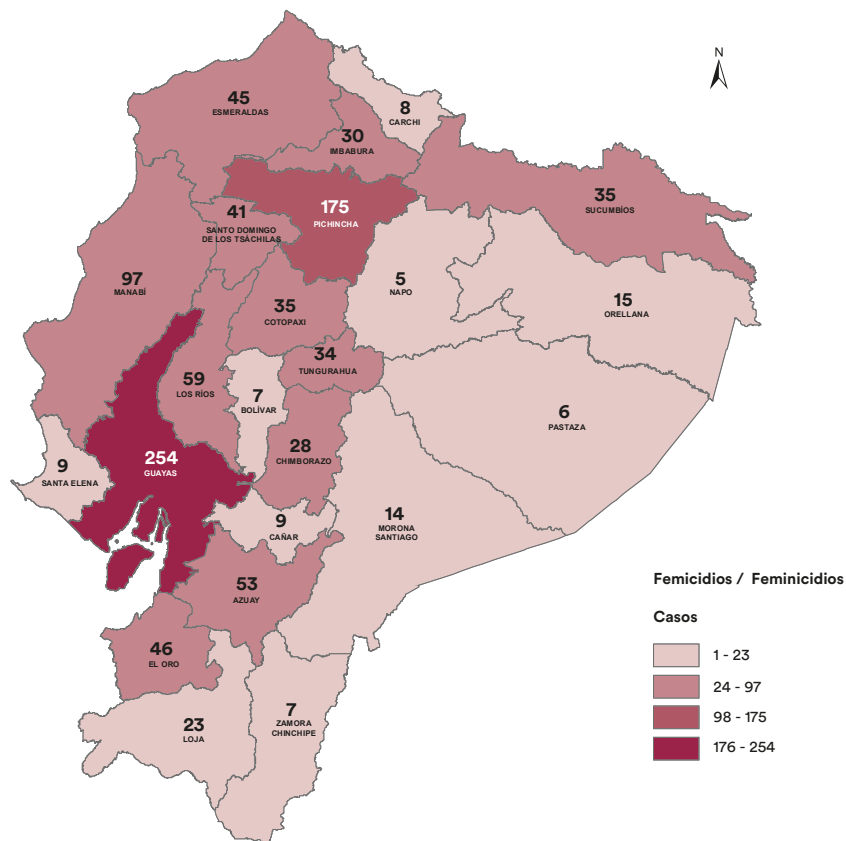 N
45
ESMERALDAS
8
CARCHI
30
IMBABURA
175
PICHINCHA
35
SUCUMBÍOS
41
SANTO DOMINGO
DE LOS TSÁCHILAS
97
MANABÍ
5
NAPO
15
ORELLANA
35
COTOPAXI
34
TUNGURAHUA
59
LOS RÍOS
7
BOLÍVAR
6
PASTAZA
28
CHIMBORAZO
254
GUAYAS
9
SANTA ELENA
9
CAÑAR
14
MORONA
SANTIAGO
53
AZUAY
46
EL ORO
23
LOJA
7
ZAMORA
CHINCHIPE
Femicidios / Feminicidios
Casos
1 - 23
24 - 97
98 - 175
176 - 254